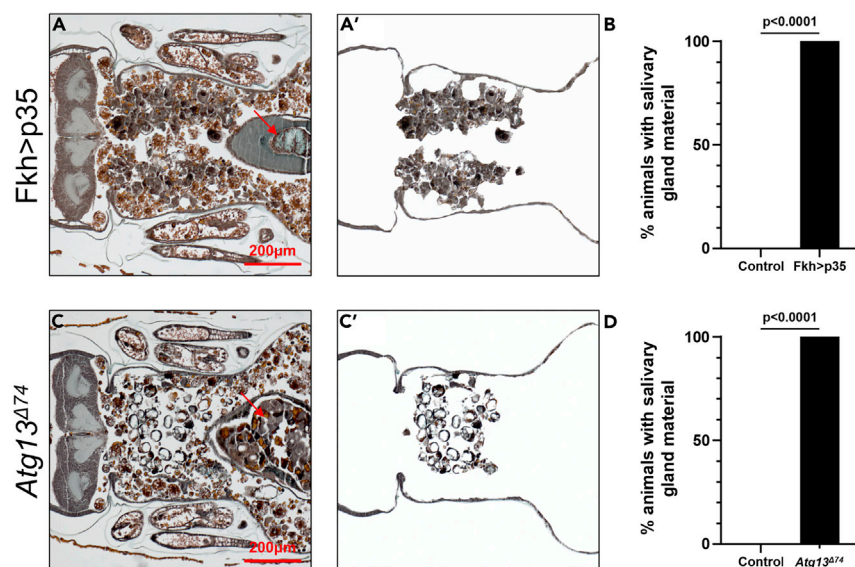 A
A′
B
Fkh>p35
200µm
p<0.0001
% animals with salivary
gland material
100
50
0
Control
Fkh>p35
C
C′
D
Atg13Δ74
200µm
p<0.0001
% animals with salivary
gland material
100
50
0
Control
Atg13Δ74